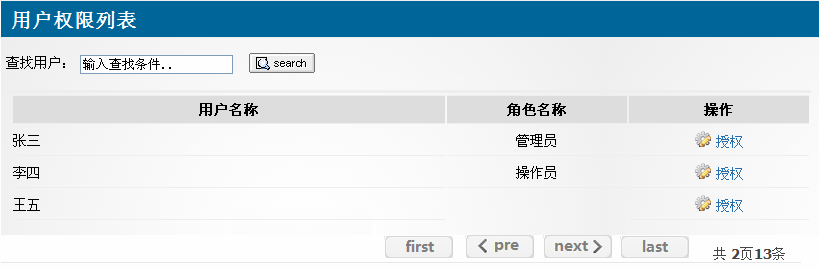 用户权限列表
查找用户： 输入查找条件.. search
用户名称 角色名称 操作
张三 管理员 授权
李四 操作员 授权
王五 授权
first pre next last 共 2页13条